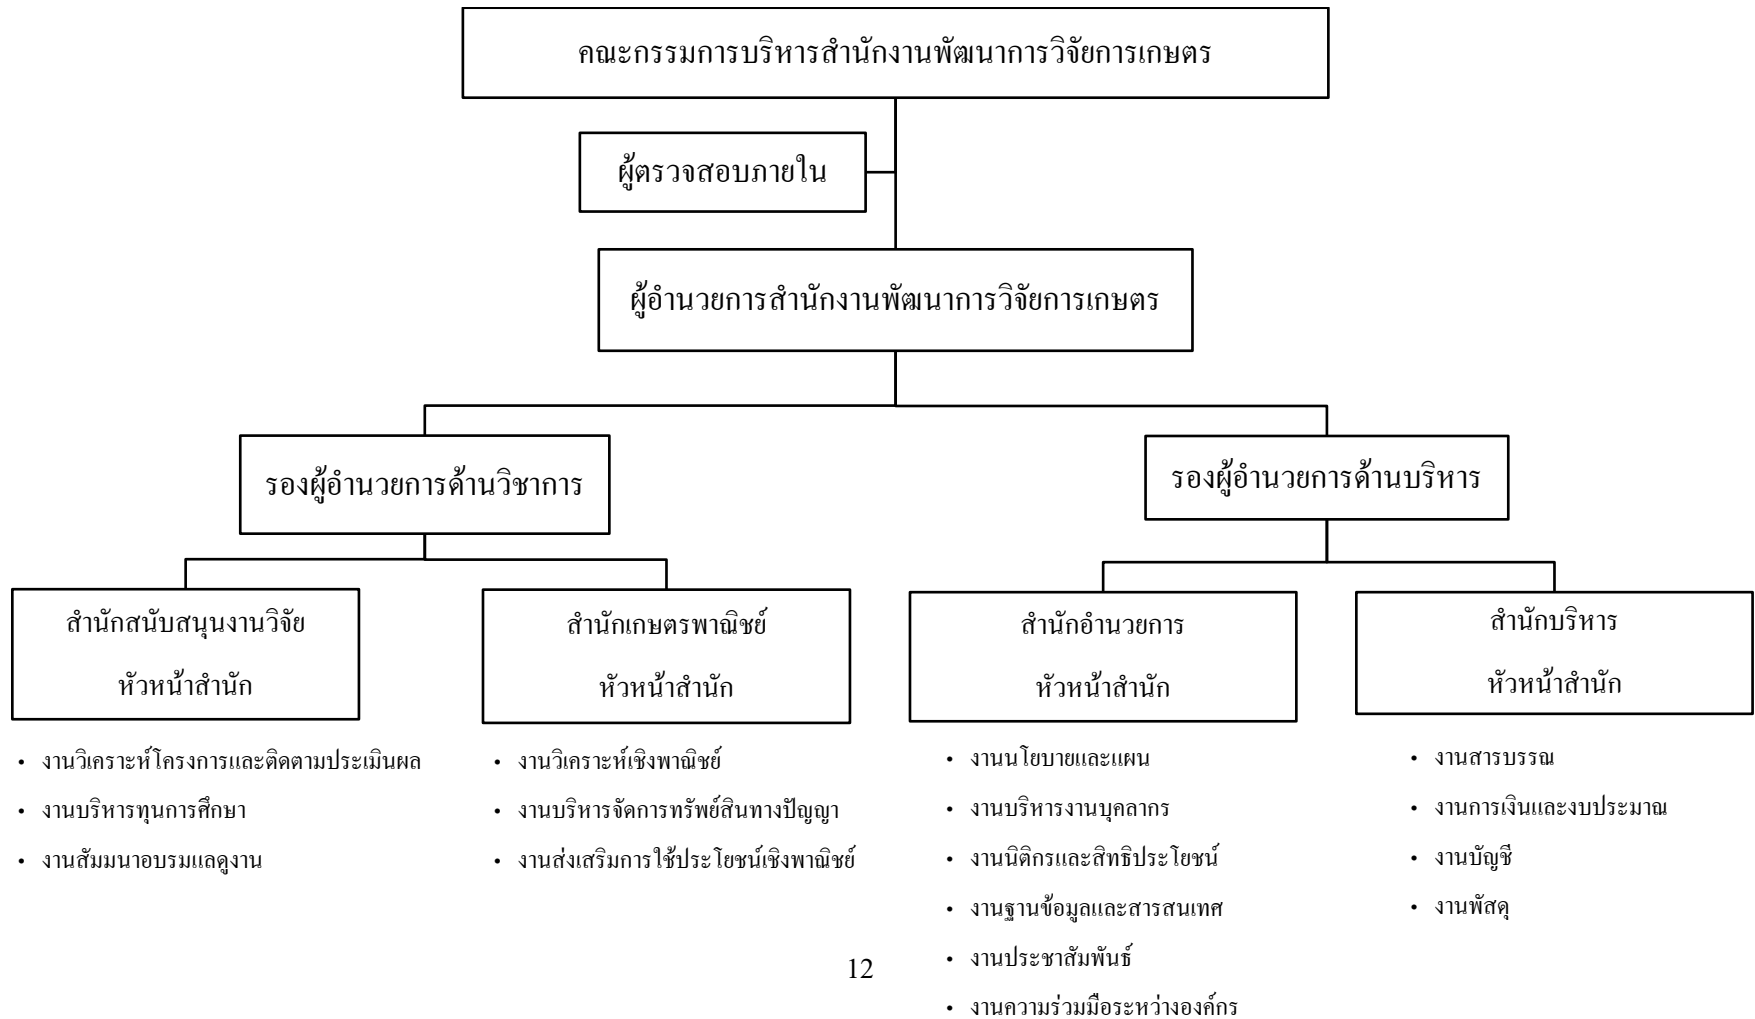 คณะกรรมการบริหารสำนักงานพัฒนาการวิจัยการเกษตร
ผู้ตรวจสอบภายใน
ผู้อำนวยการสำนักงานพัฒนาการวิจัยการเกษตร
รองผู้อำนวยการด้านวิชาการ
รองผู้อำนวยการด้านบริหาร
สำนักสนับสนุนงานวิจัย
หัวหน้าสำนัก
สำนักเกษตรพาณิชย์
หัวหน้าสำนัก
สำนักอำนวยการ
หัวหน้าสำนัก
สำนักบริหาร
หัวหน้าสำนัก
• งานวิเคราะห์โครงการและติดตามประเมินผล
• งานบริหารทุนการศึกษา
• งานสัมมนาอบรมแลดูงาน
• งานวิเคราะห์เชิงพาณิชย์
• งานบริหารจัดการทรัพย์สินทางปัญญา
• งานส่งเสริมการใช้ประโยชน์เชิงพาณิชย์
• งานนโยบายและแผน
• งานบริหารงานบุคลากร
• งานนิติกรและสิทธิประโยชน์
• งานฐานข้อมูลและสารสนเทศ
• งานประชาสัมพันธ์
• งานความร่วมมือระหว่างองค์กร
• งานสารบรรณ
• งานการเงินและงบประมาณ
• งานบัญชี
• งานพัสดุ
12